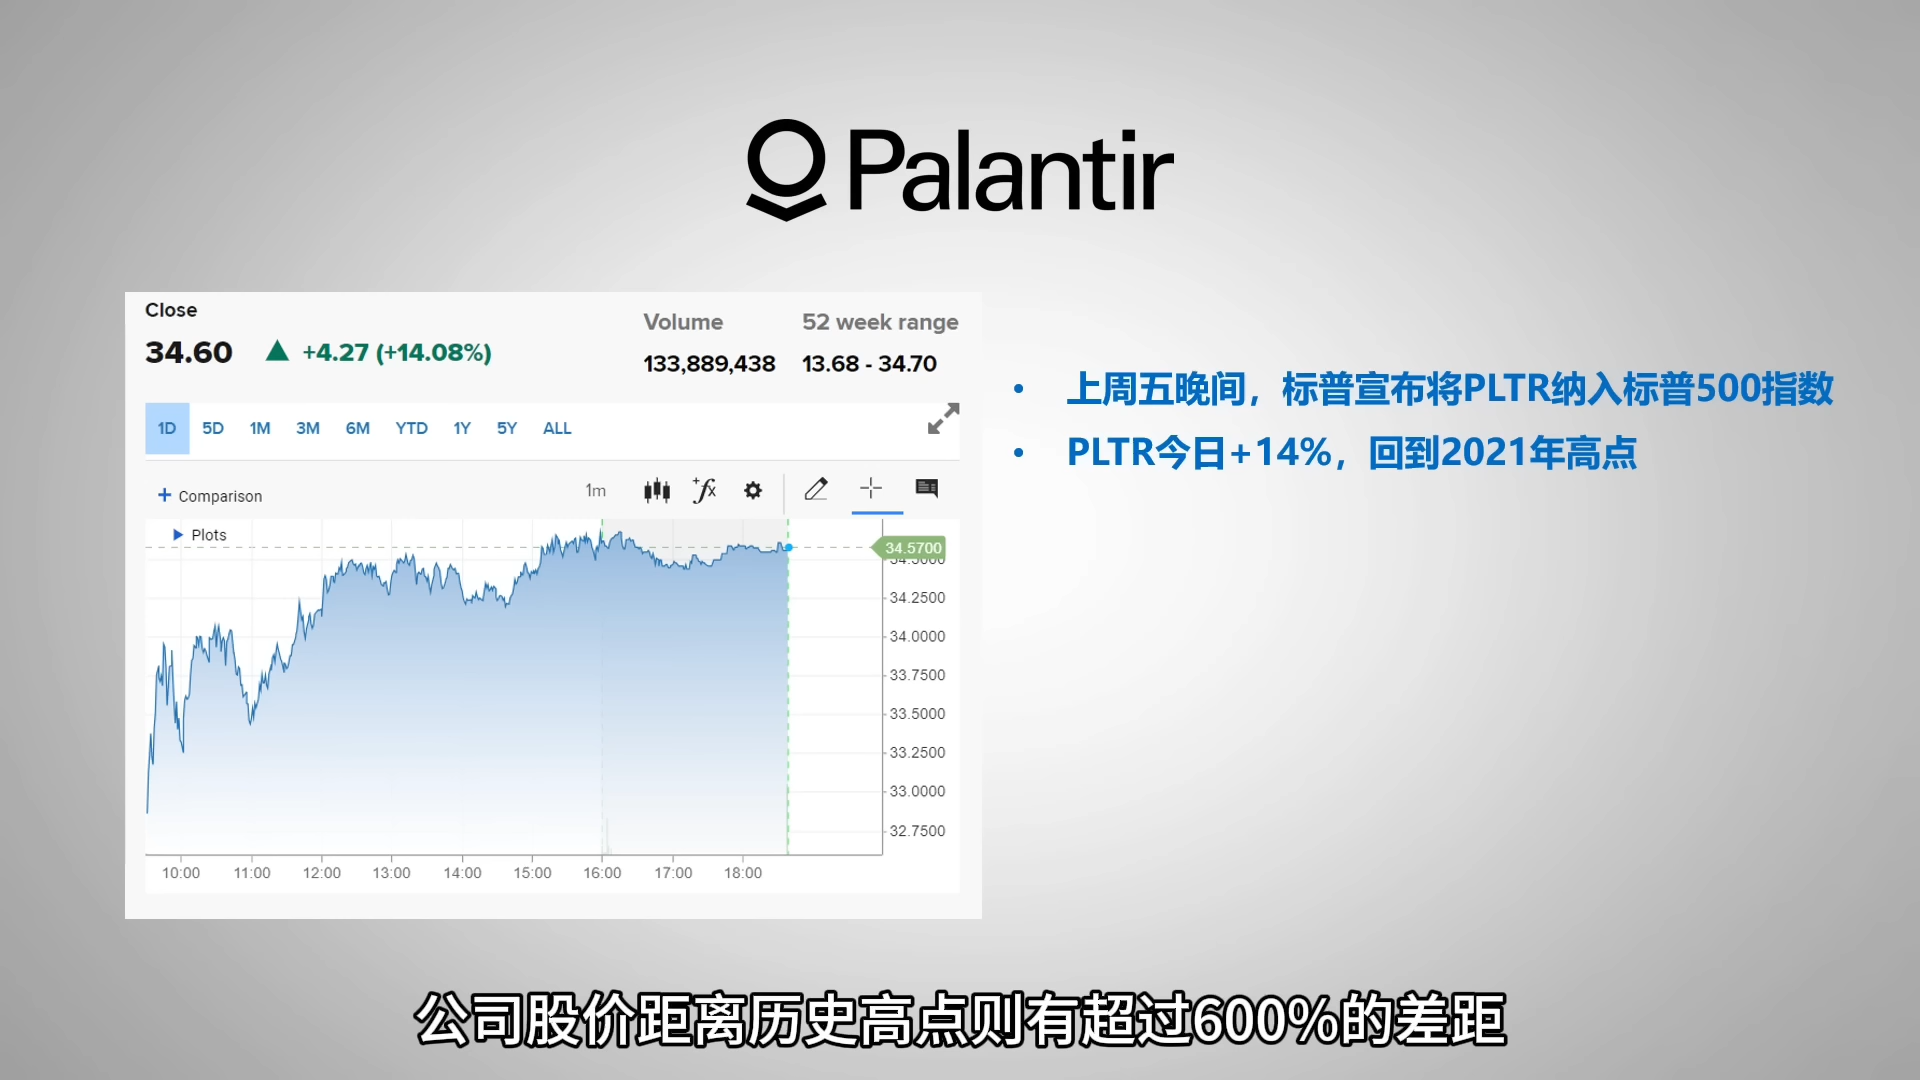 Palantir
Close
34.60 ▲ +4.27 (+14.08%)
Volume
133,889,438
52 week range
13.68 - 34.70
1D 5D 1M 3M 6M YTD 1Y 5Y ALL
+ Comparison
1m
Plots
34.5700
34.5000
34.2500
34.0000
33.7500
33.5000
33.2500
33.0000
32.7500
10:00 11:00 12:00 13:00 14:00 15:00 16:00 17:00 18:00
• 上周五晚间，标普宣布将PLTR纳入标普500指数
• PLTR今日+14%，回到2021年高点
公司股价距离历史高点则有超过600%的差距